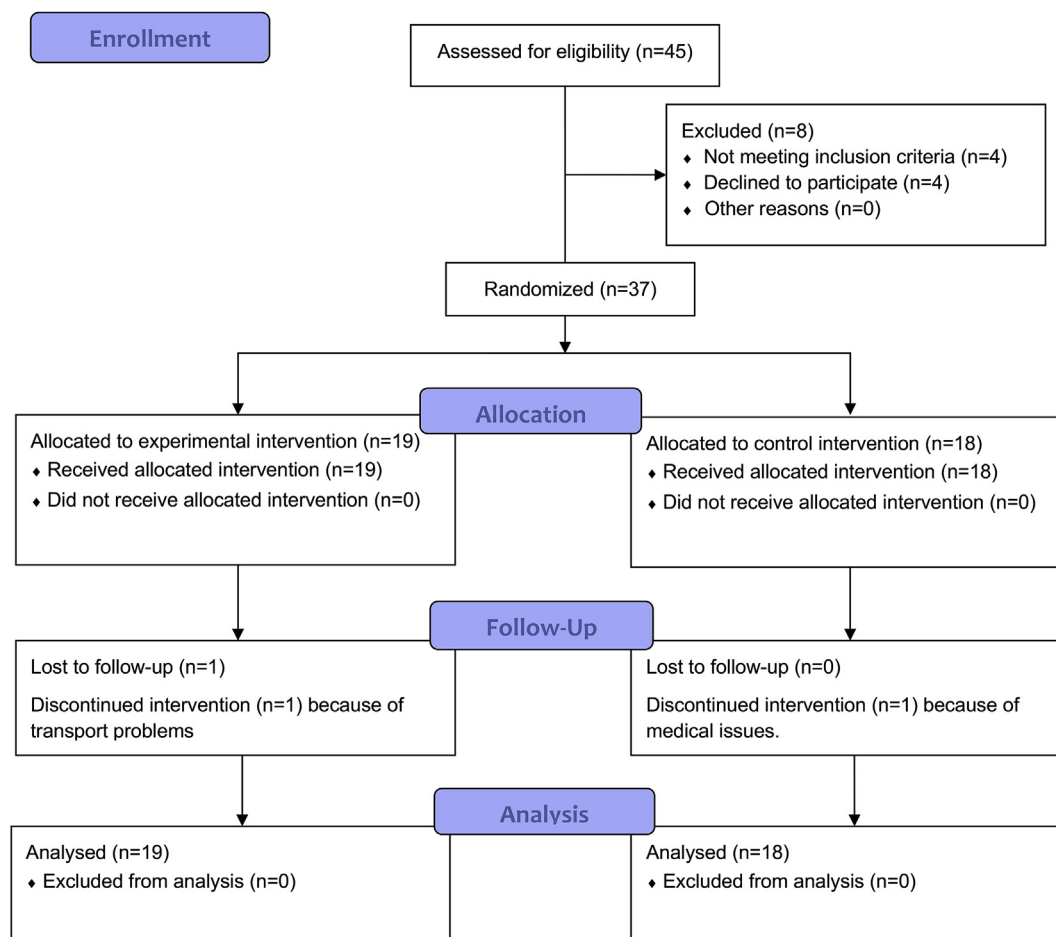 Enrollment
Assessed for eligibility (n=45)
Excluded (n=8)
♦ Not meeting inclusion criteria (n=4)
♦ Declined to participate (n=4)
♦ Other reasons (n=0)
Randomized (n=37)
Allocation
Allocated to experimental intervention (n=19)
♦ Received allocated intervention (n=19)
♦ Did not receive allocated intervention (n=0)
Allocated to control intervention (n=18)
♦ Received allocated intervention (n=18)
♦ Did not receive allocated intervention (n=0)
Follow-Up
Lost to follow-up (n=1)
Discontinued intervention (n=1) because of
transport problems
Lost to follow-up (n=0)
Discontinued intervention (n=1) because of
medical issues.
Analysis
Analysed (n=19)
♦ Excluded from analysis (n=0)
Analysed (n=18)
♦ Excluded from analysis (n=0)